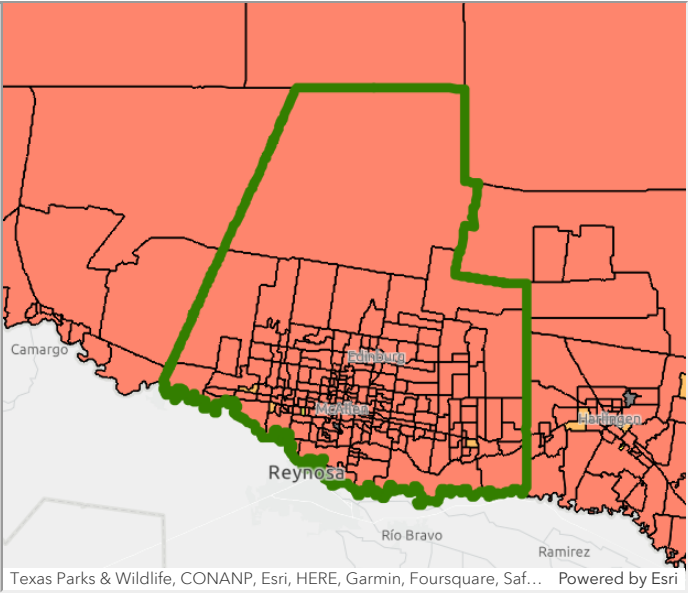 Camargo
Edinburg
McAllen
Harlingen
Reynosa
Río Bravo
Ramirez
Texas Parks & Wildlife, CONANP, Esri, HERE, Garmin, Foursquare, Saf... Powered by Esri